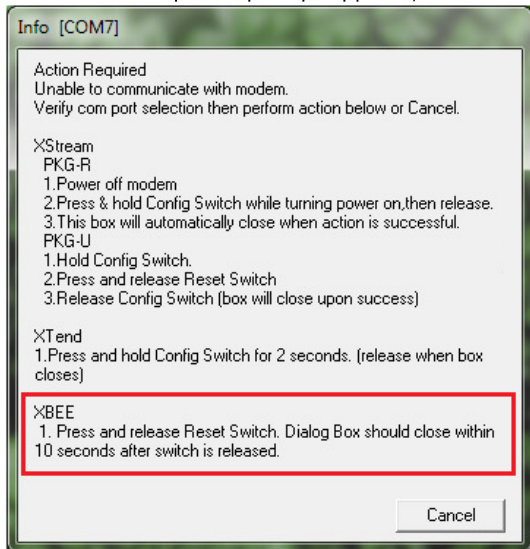 Info [COM7]
Action Required
Unable to communicate with modem.
Verify com port selection then perform action below or Cancel.
XStream
PKG-R
1.Power off modem
2.Press & hold Config Switch while turning power on,then release.
3.This box will automatically close when action is successful.
PKG-U
1.Hold Config Switch.
2.Press and release Reset Switch
3.Release Config Switch (box will close upon success)
XTend
1.Press and hold Config Switch for 2 seconds. (release when box
closes)
XBEE
1. Press and release Reset Switch. Dialog Box should close within
10 seconds after switch is released.
Cancel